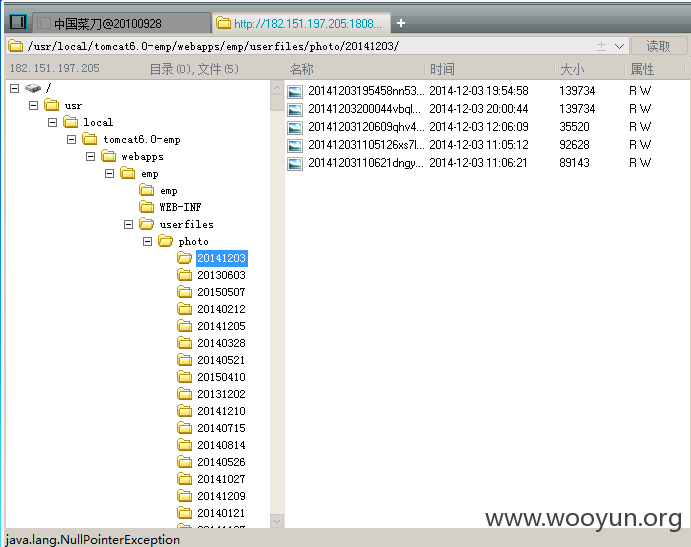 中国菜刀@20100928
http://182.151.197.205:1808...
+
/usr/local/tomcat6.0-emp/webapps/emp/userfiles/photo/20141203/
读取
182.151.197.205 目录(0),文件(5)
名称 时间 大小 属性
/
usr
local
tomcat6.0-emp
webapps
emp
emp
WEB-INF
userfiles
photo
20141203
20130603
20150507
20140212
20141205
20140328
20140521
20150410
20131202
20141210
20140715
20140814
20140526
20141027
20141209
20140121
20141203195458nn53... 2014-12-03 19:54:58 139734 R W
20141203200044vbql... 2014-12-03 20:00:44 139734 R W
20141203120609qhv4... 2014-12-03 12:06:09 35520 R W
20141203110512​6xs7l... 2014-12-03 11:05:12 92628 R W
20141203110621dngy... 2014-12-03 11:06:21 89143 R W
www.wooyun.org
java.lang.NullPointerException